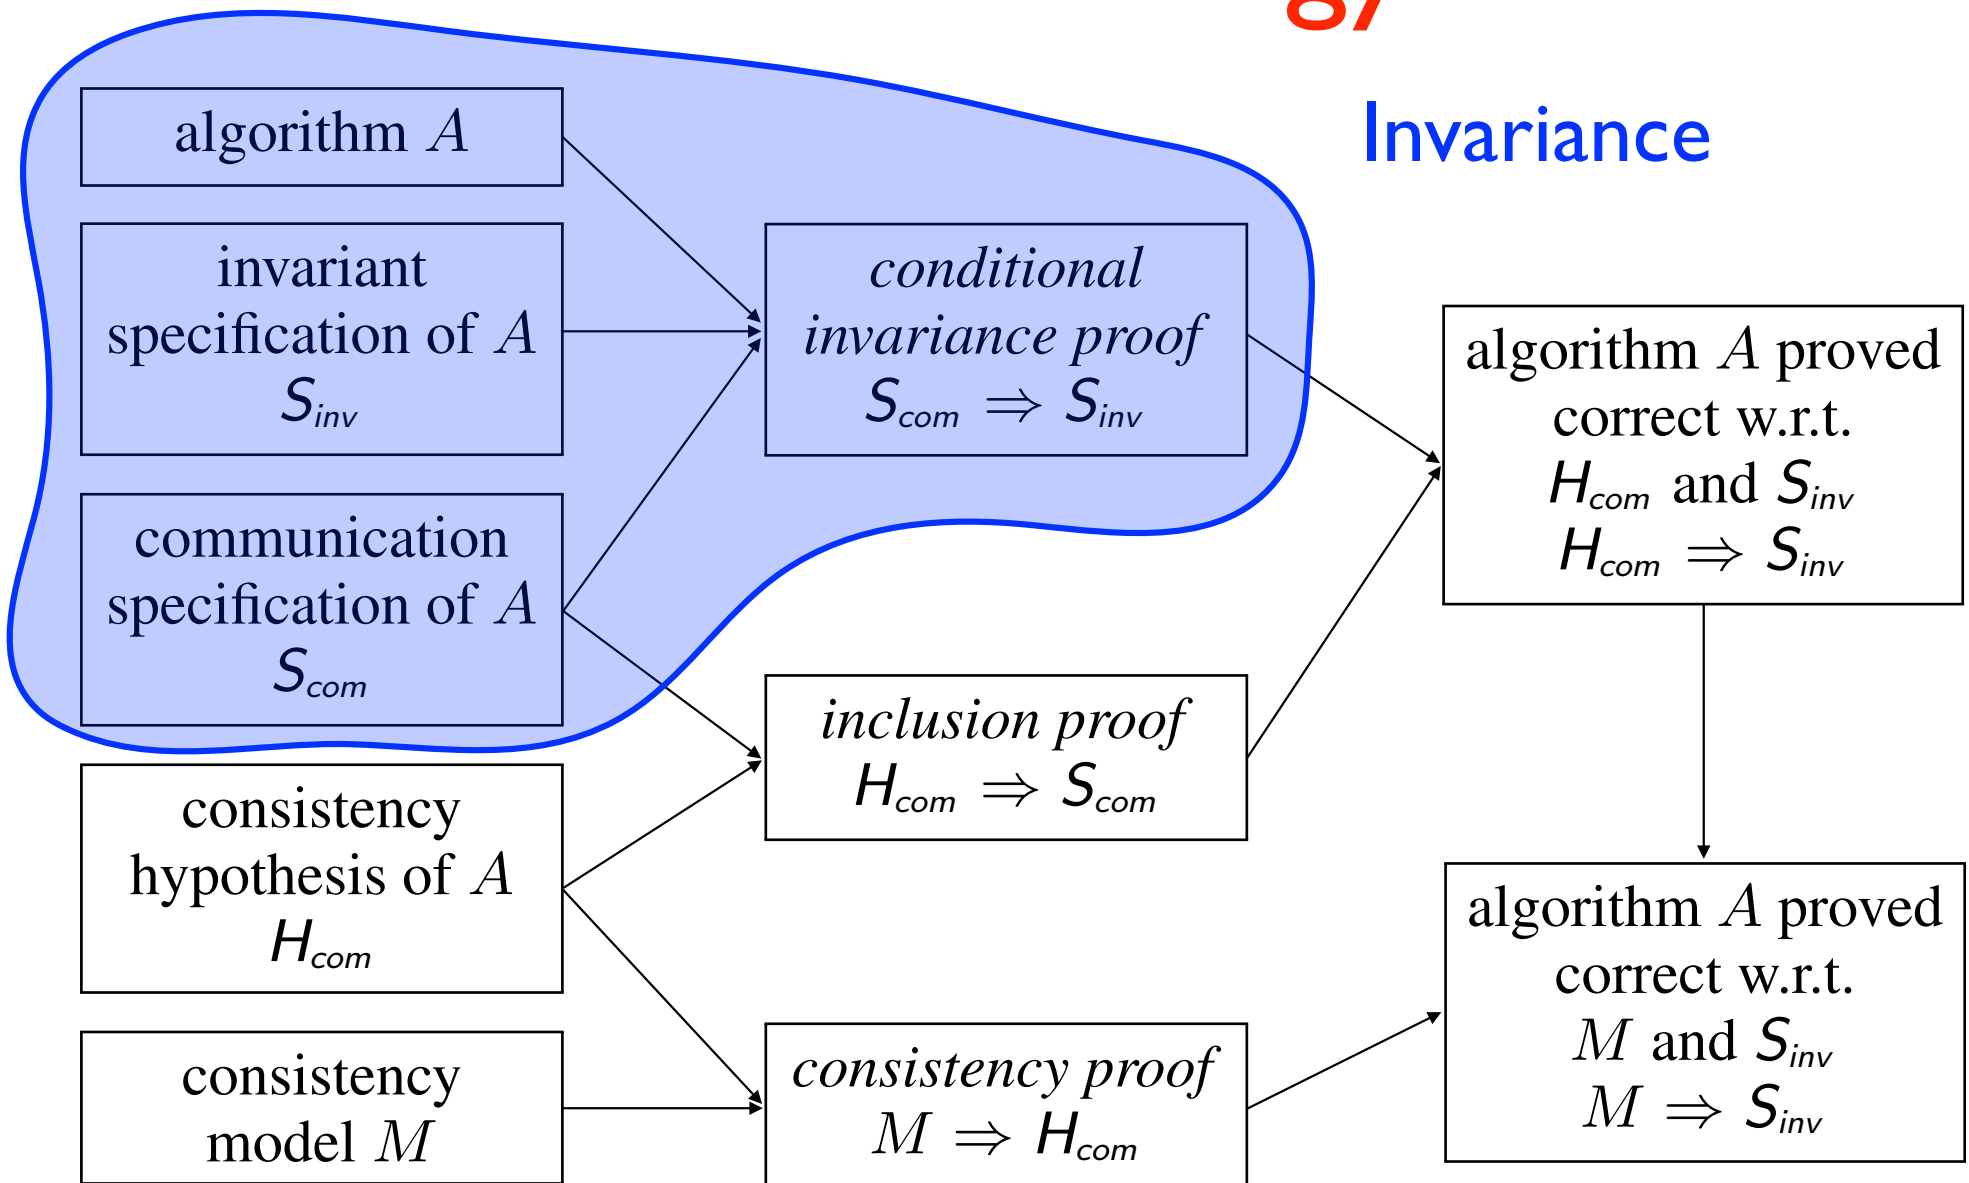 gy
Invariance
algorithm A
invariant
specification of A
S_inv
communication
specification of A
S_com
consistency
hypothesis of A
H_com
consistency
model M
conditional
invariance proof
S_com ⇒ S_inv
inclusion proof
H_com ⇒ S_com
consistency proof
M ⇒ H_com
algorithm A proved
correct w.r.t.
H_com and S_inv
H_com ⇒ S_inv
algorithm A proved
correct w.r.t.
M and S_inv
M ⇒ S_inv